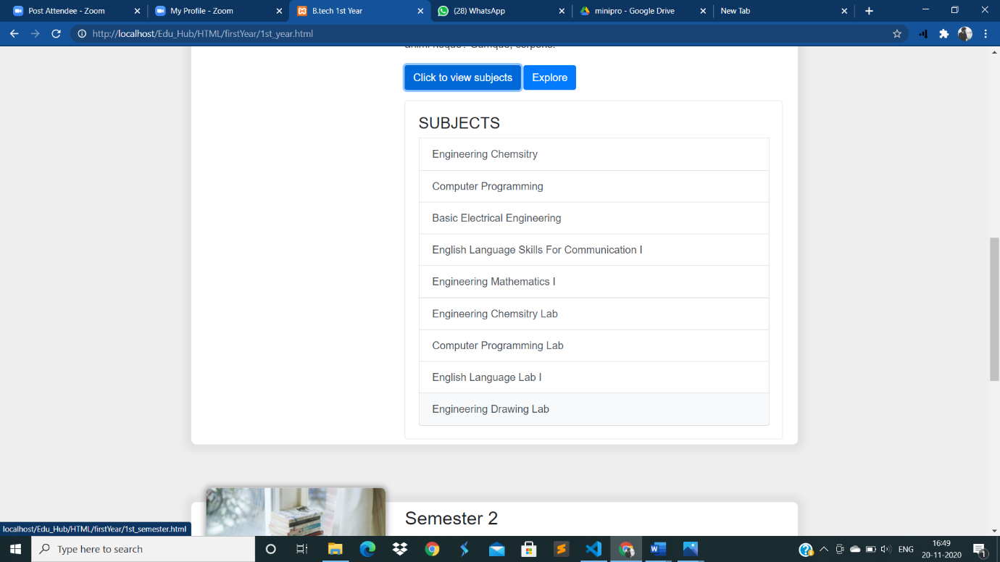 Post Attendee - Zoom
My Profile - Zoom
B.tech 1st Year
(28) WhatsApp
minipro - Google Drive
New Tab
http://localhost/Edu_Hub/HTML/firstYear/1st_year.html
Click to view subjects
Explore
SUBJECTS
Engineering Chemsitry
Computer Programming
Basic Electrical Engineering
English Language Skills For Communication I
Engineering Mathematics I
Engineering Chemsitry Lab
Computer Programming Lab
English Language Lab I
Engineering Drawing Lab
Semester 2
localhost/Edu_Hub/HTML/firstYear/1st_semester.html
Type here to search
ENG
16:49
20-11-2020
1